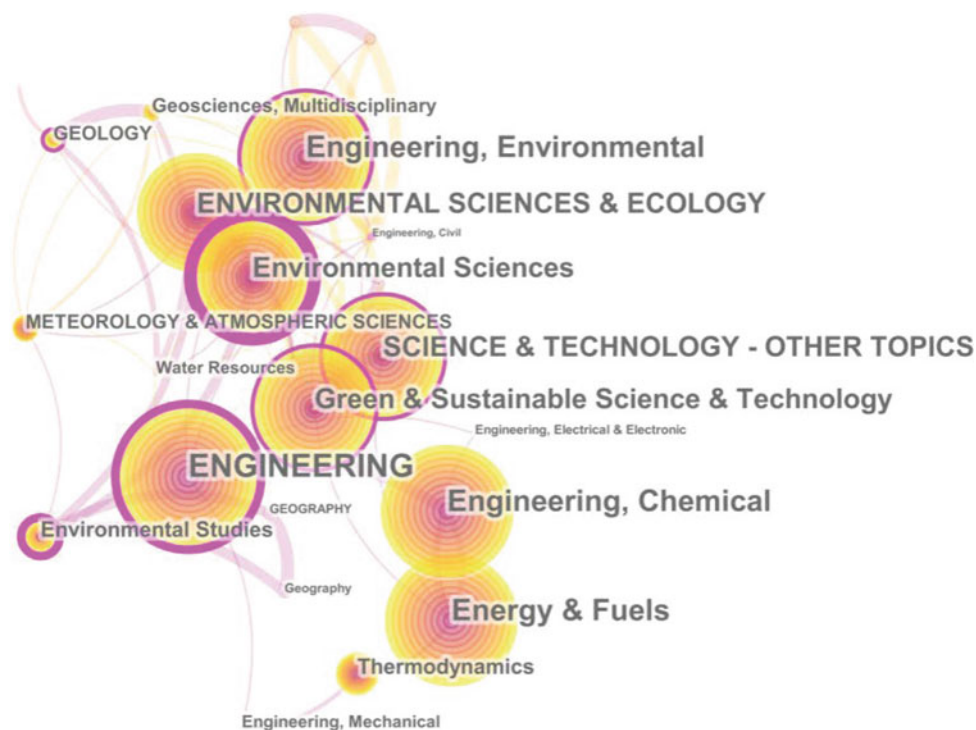 Geosciences, Multidisciplinary
GEOLOGY
Engineering, Environmental
ENVIRONMENTAL SCIENCES & ECOLOGY
Engineering, Civil
Environmental Sciences
METEOROLOGY & ATMOSPHERIC SCIENCES
SCIENCE & TECHNOLOGY - OTHER TOPICS
Water Resources
Green & Sustainable Science & Technology
Engineering, Electrical & Electronic
ENGINEERING
Engineering, Chemical
GEOGRAPHY
Environmental Studies
Geography
Energy & Fuels
Thermodynamics
Engineering, Mechanical